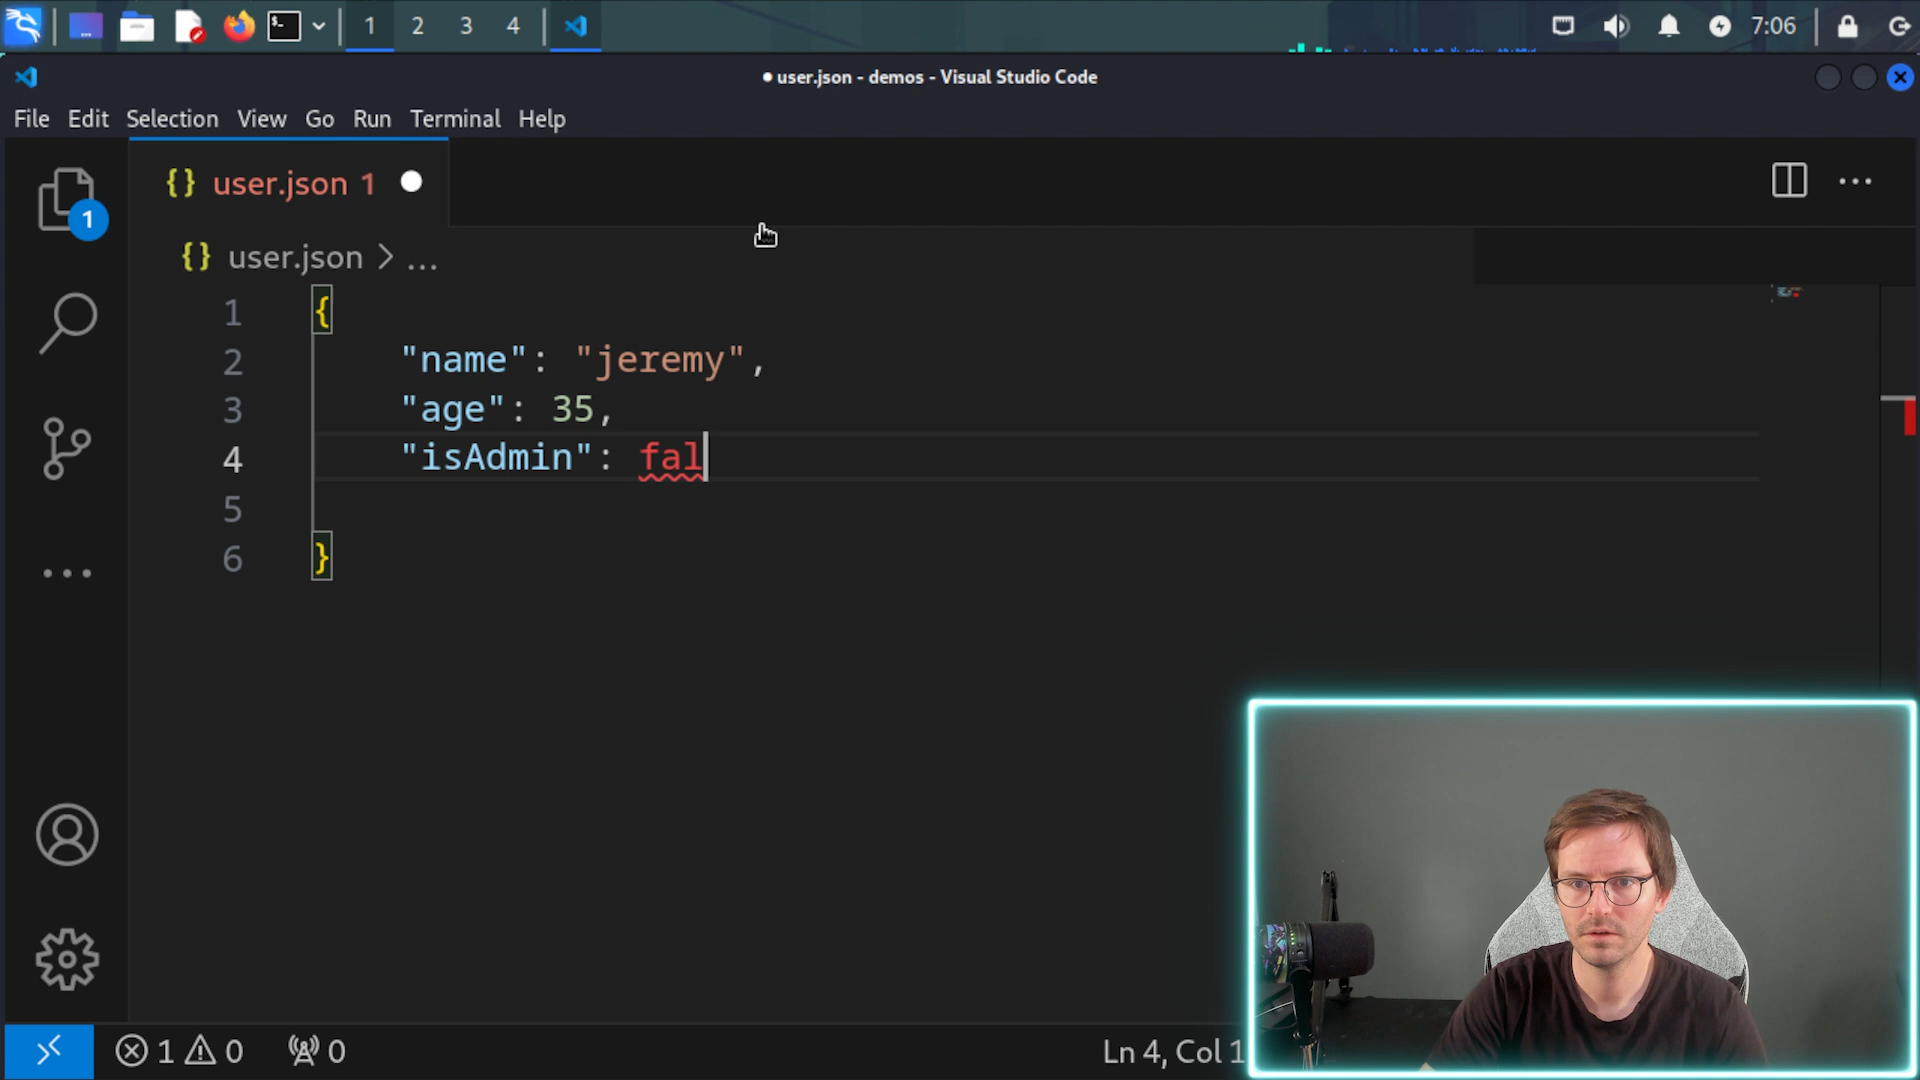 1 2 3 4 7:06
user.json - demos - Visual Studio Code
File Edit Selection View Go Run Terminal Help
{} user.json 1
1
{} user.json > ...
1 {
2 "name": "jeremy",
3 "age": 35,
4 "isAdmin": fal
5
6 }
1 0 0
Ln 4, Col 1